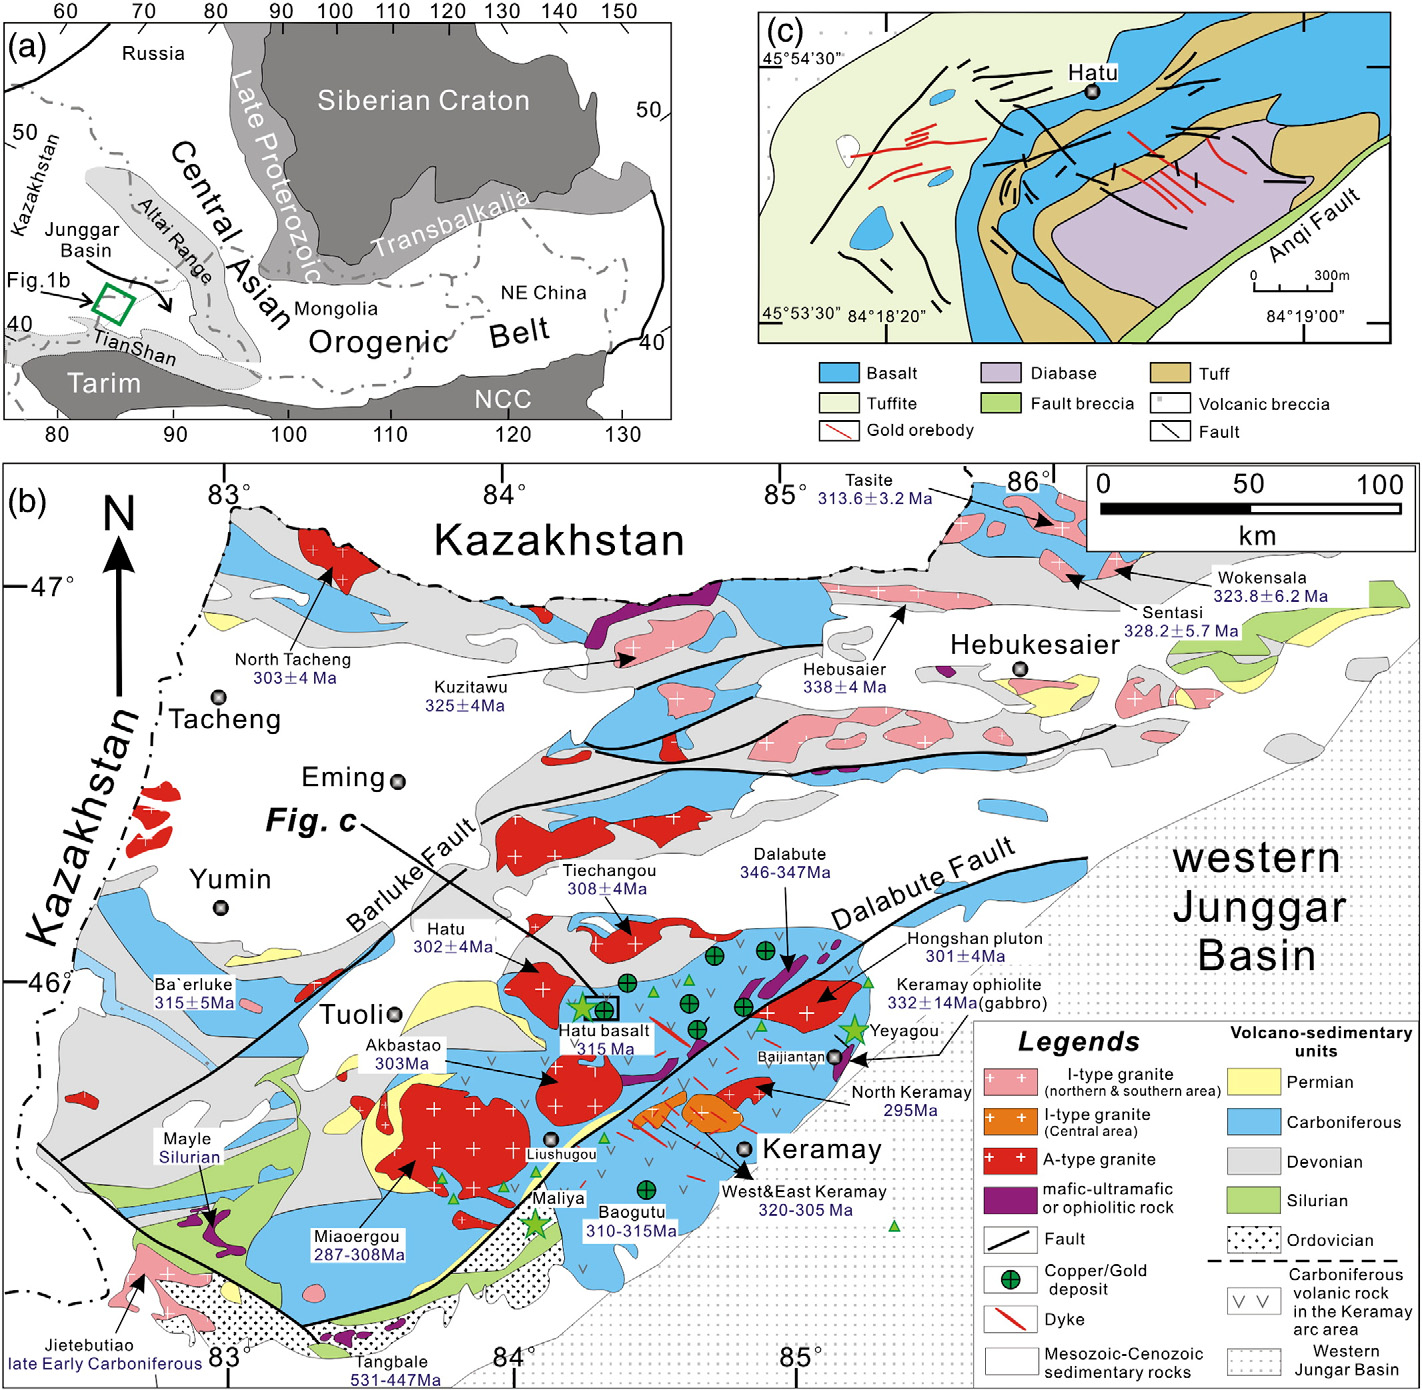 60 70 80 90 100 110 120 130 140 150
(a)
Russia
Siberian Craton
Late Proterozoic
50
50
Kazakhstan
Central Asian
Altai Range
Transbalkalia
Junggar
Basin
Fig.1b
Mongolia
NE China
Orogenic Belt
40
40
TianShan
Tarim
NCC
80 90 100 110 120 130
(c)
45°54'30"
Hatu
Anqi Fault
0 300m
45°53'30" 84°18'20"
84°19'00"
Basalt
Diabase
Tuff
Tuffite
Fault breccia
Volcanic breccia
Gold orebody
Fault
(b)
83° 84° 85° 86°
N
Kazakhstan
Tasite
313.6±3.2 Ma
0 50 100
km
47°
Wokensala
323.8±6.2 Ma
Sentasi
328.2±5.7 Ma
Hebukesaier
North Tacheng
303±4 Ma
Kuzitawu
325±4Ma
Hebusaier
338±4 Ma
Tacheng
Kazakhstan
Eming
Fig. c
Barluke Fault
Yumin
Tiechangou
308±4Ma
Dalabute
346-347Ma
Dalabute Fault
western
Junggar
Basin
Hatu
302±4Ma
Hongshan pluton
301±4Ma
46°
Ba`erluke
315±5Ma
Keramay ophiolite
332±14Ma(gabbro)
Tuoli
Hatu basalt
315 Ma
Yeyagou
Akbastao
303Ma
Baijiantan
North Keramay
295Ma
Mayle
Silurian
Liushugou
Keramay
Maliya
West&East Keramay
320-305 Ma
Baogutu
310-315Ma
Miaoergou
287-308Ma
Jietebutiao
late Early Carboniferous
Tangbale
531-447Ma
83° 84° 85°
Legends
I-type granite
(northern & southern area)
I-type granite
(Central area)
A-type granite
mafic-ultramafic
or ophiolitic rock
Fault
Copper/Gold
deposit
Dyke
Mesozoic-Cenozoic
sedimentary rocks
Volcano-sedimentary
units
Permian
Carboniferous
Devonian
Silurian
Ordovician
Carboniferous
volanic rock
in the Keramay
arc area
Western
Jungar Basin